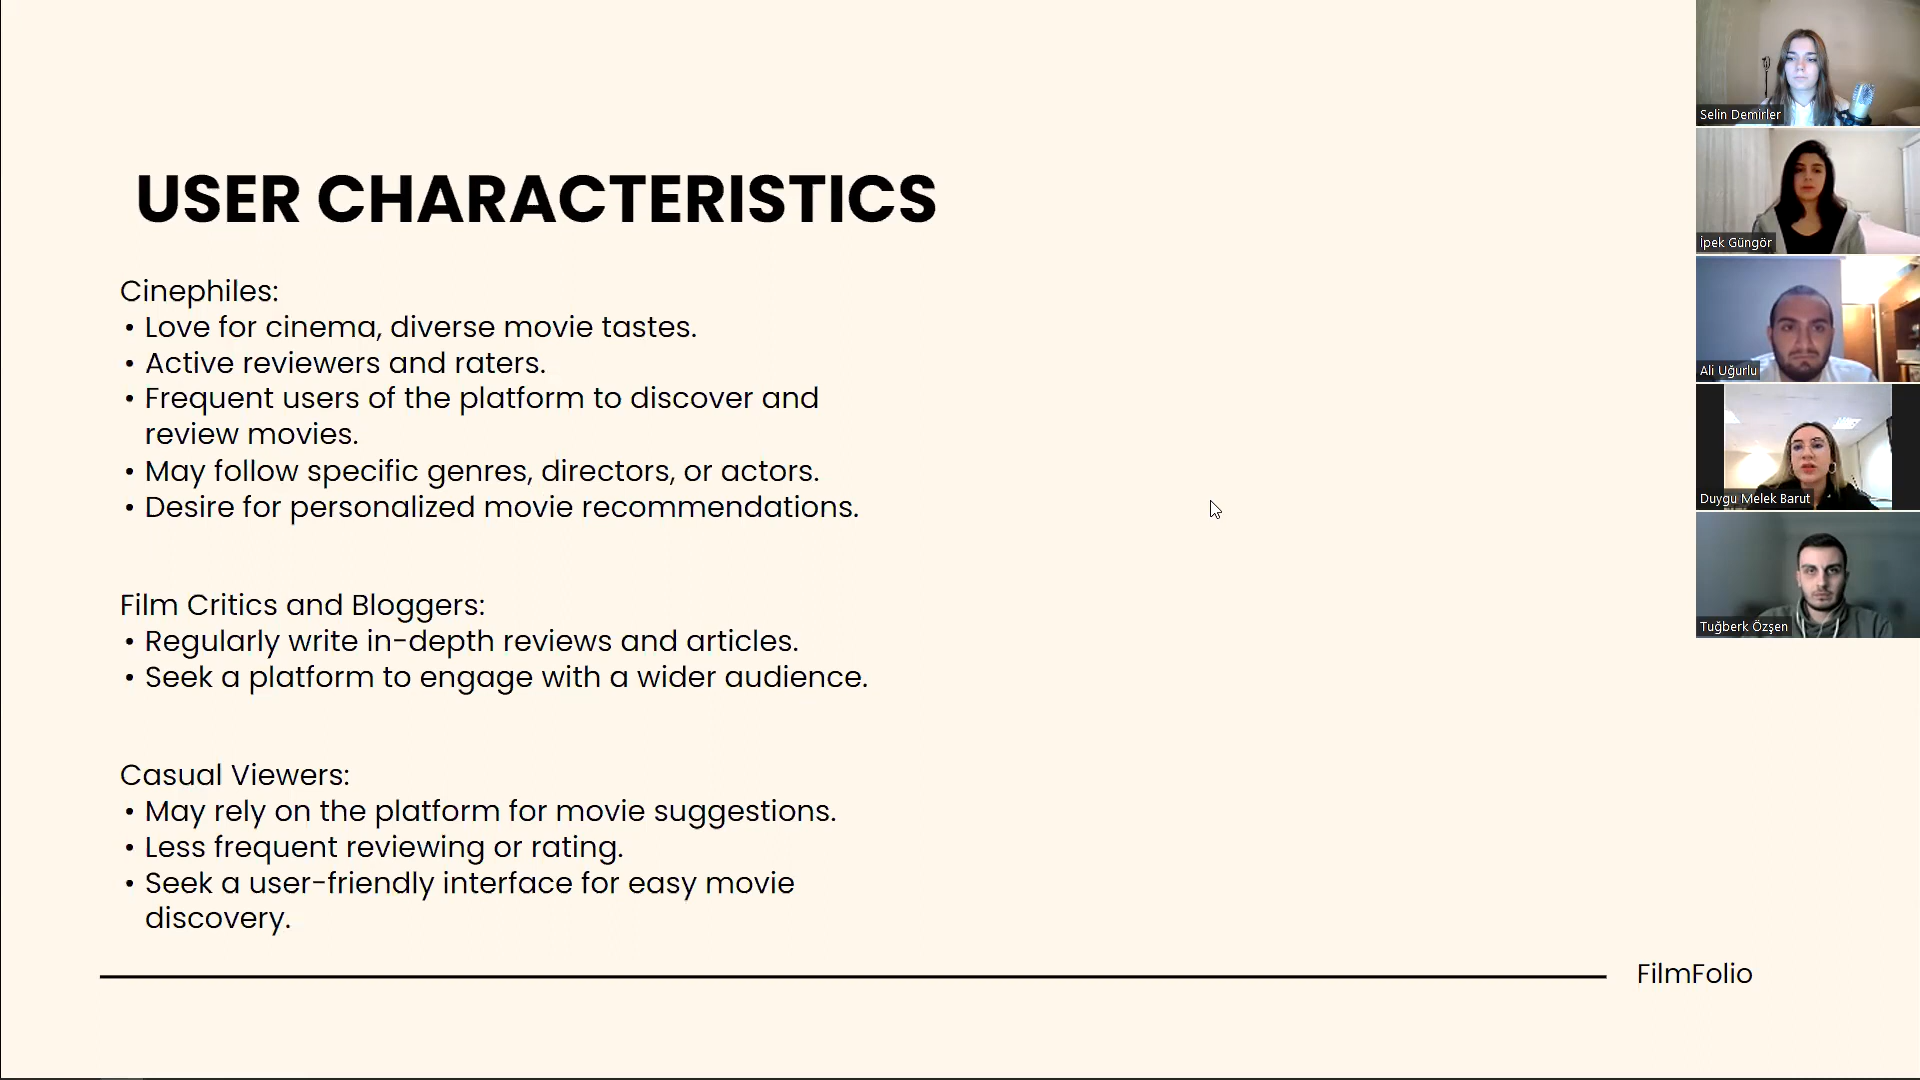 USER CHARACTERISTICS
Cinephiles:
• Love for cinema, diverse movie tastes.
• Active reviewers and raters.
• Frequent users of the platform to discover and
review movies.
• May follow specific genres, directors, or actors.
• Desire for personalized movie recommendations.
Film Critics and Bloggers:
• Regularly write in-depth reviews and articles.
• Seek a platform to engage with a wider audience.
Casual Viewers:
• May rely on the platform for movie suggestions.
• Less frequent reviewing or rating.
• Seek a user-friendly interface for easy movie
discovery.
FilmFolio
Selin Demirler
İpek Güngör
Ali Uğurlu
Duygu Melek Barut
Tuğberk Özşen